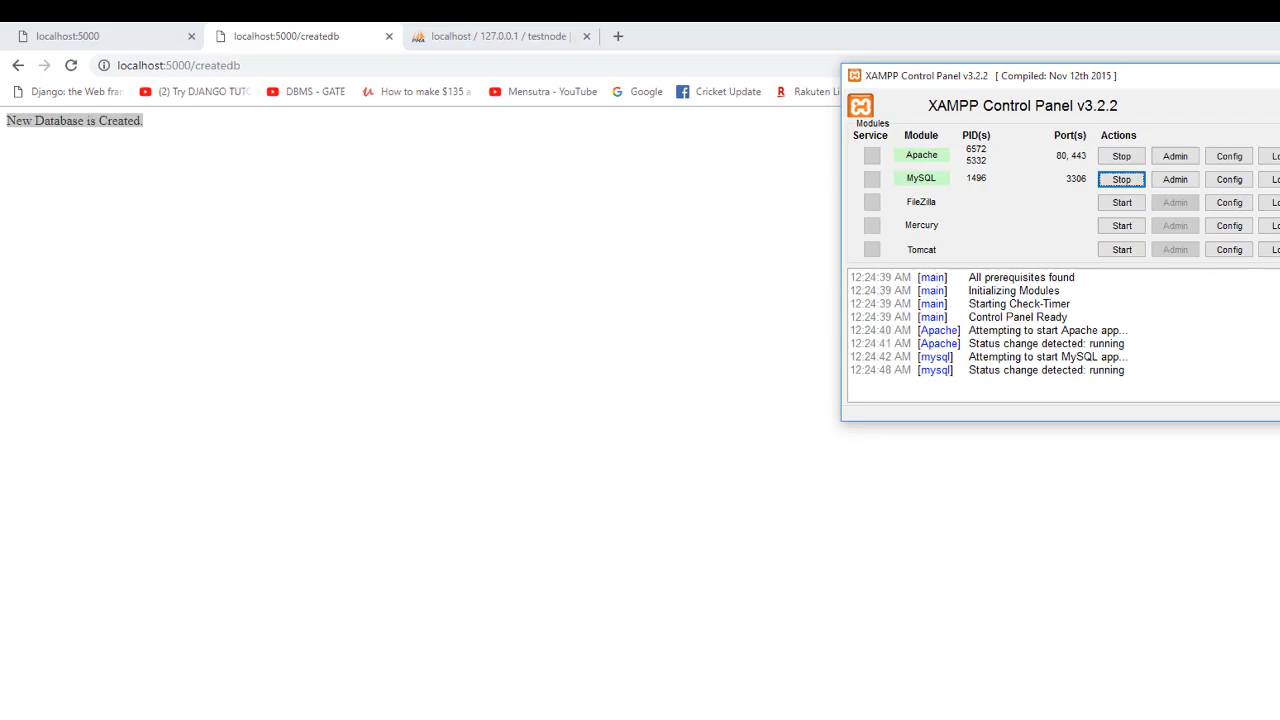 localhost:5000
localhost:5000/createdb
localhost / 127.0.0.1 / testnode |
localhost:5000/createdb
Django: the Web fran
(2) Try DJANGO TUTO
DBMS - GATE
How to make $135 a
Mensutra - YouTube
Google
Cricket Update
Rakuten Li
New Database is Created.
XAMPP Control Panel v3.2.2 [ Compiled: Nov 12th 2015 ]
XAMPP Control Panel v3.2.2
Modules
Service Module PID(s) Port(s) Actions
Apache 6572 5332 80, 443 Stop Admin Config Lo
MySQL 1496 3306 Stop Admin Config Lo
FileZilla Start Admin Config Lo
Mercury Start Admin Config Lo
Tomcat Start Admin Config Lo
12:24:39 AM [main] All prerequisites found
12:24:39 AM [main] Initializing Modules
12:24:39 AM [main] Starting Check-Timer
12:24:39 AM [main] Control Panel Ready
12:24:40 AM [Apache] Attempting to start Apache app...
12:24:41 AM [Apache] Status change detected: running
12:24:42 AM [mysql] Attempting to start MySQL app...
12:24:48 AM [mysql] Status change detected: running